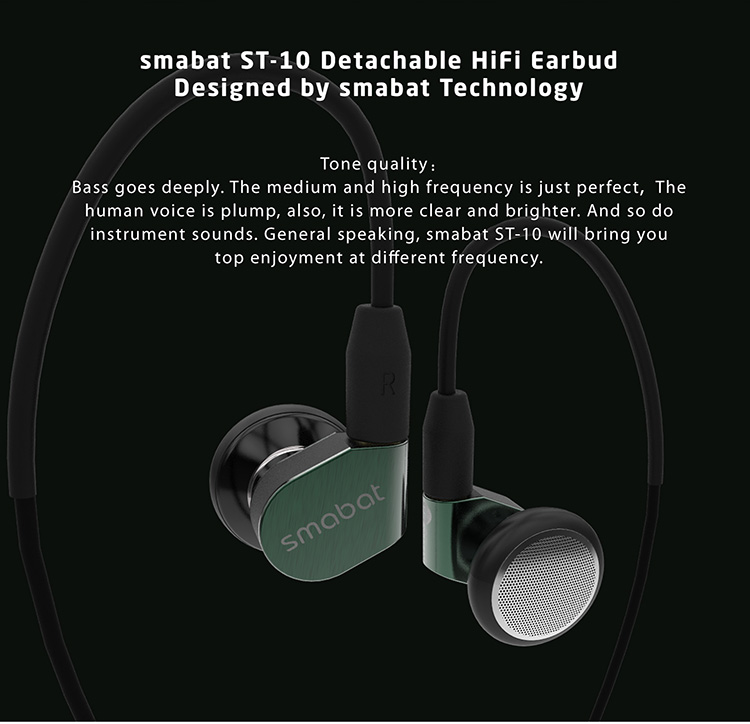 smabat ST-10 Detachable HiFi Earbud
Designed by smabat Technology
Tone quality：
Bass goes deeply. The medium and high frequency is just perfect，The
human voice is plump, also, it is more clear and brighter. And so do
instrument sounds. General speaking, smabat ST-10 will bring you
top enjoyment at different frequency.
R
smabat